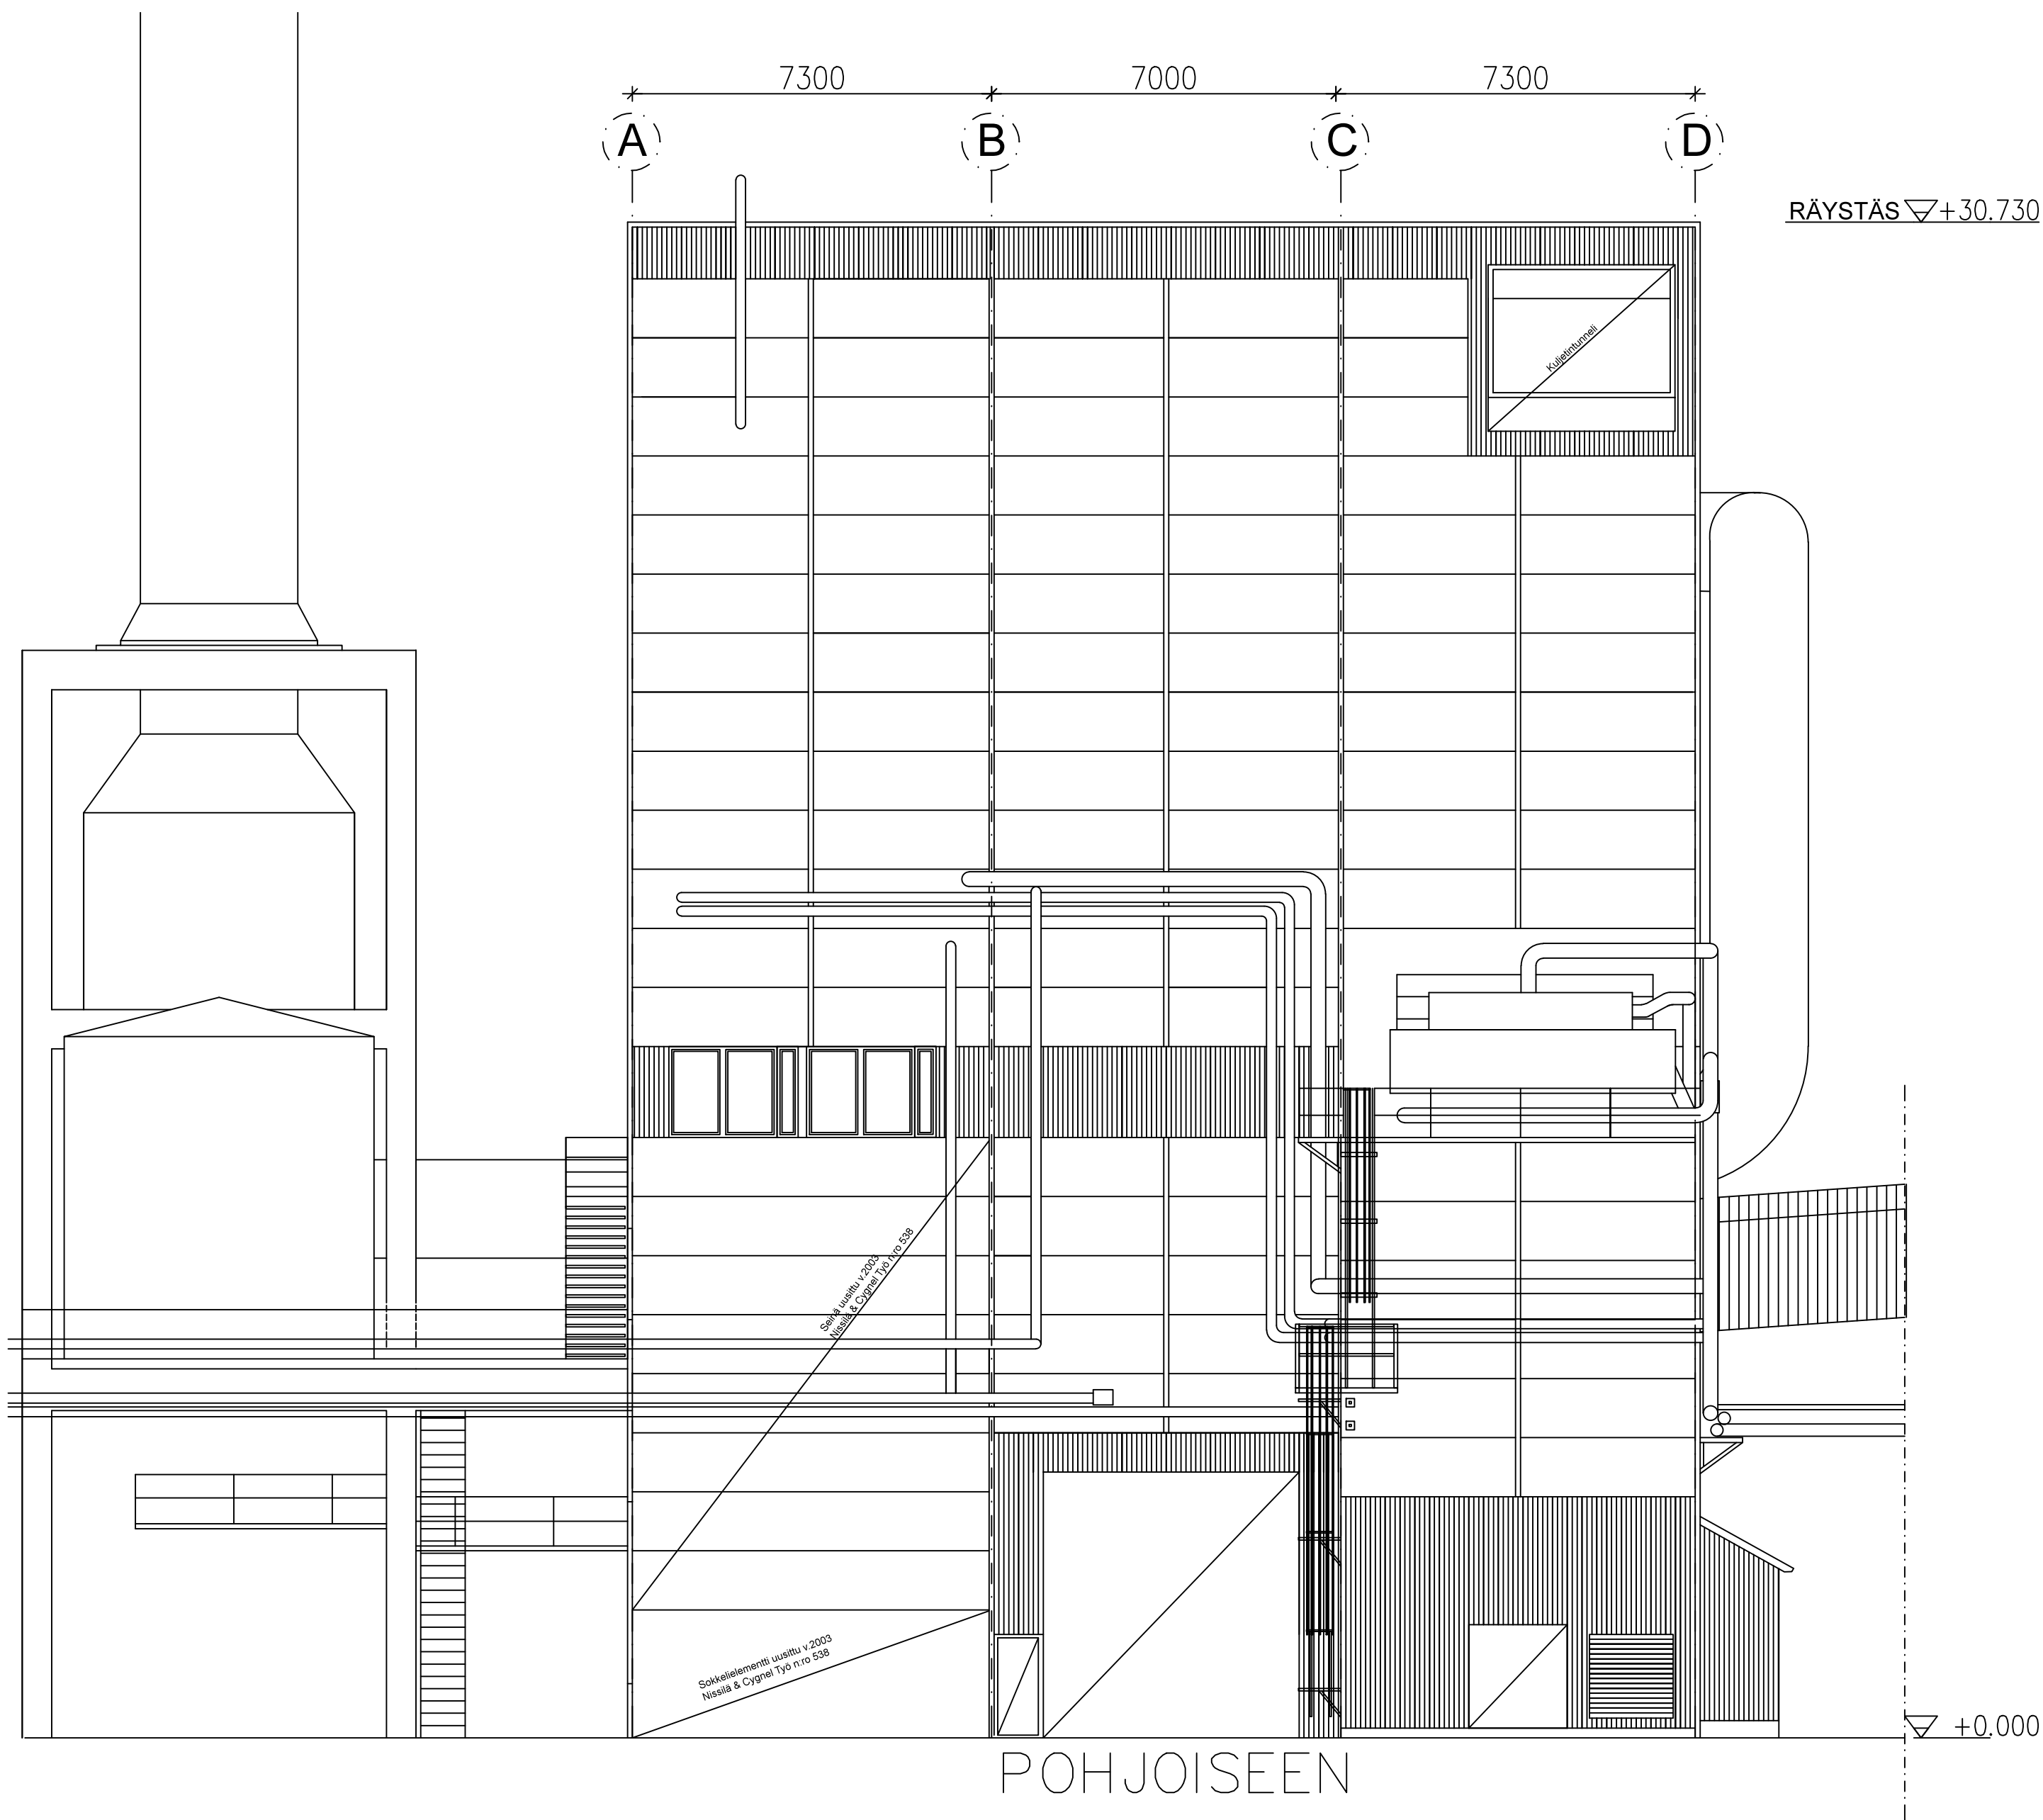 7300 7000 7300
A B C D
RÄYSTÄS +30.730
Kuljetintunneli
Seinä uusittu v.2003
Nissilä & Cygnel Työ n:ro 538
Sokkelielementti uusittu v.2003
Nissilä & Cygnel Työ n:ro 538
+0.000
POHJOISEEN